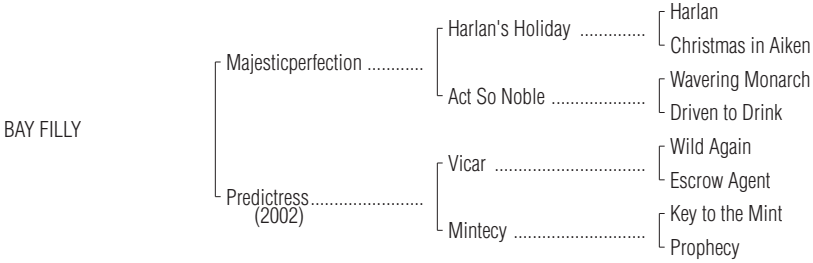 BAY FILLY
Majesticperfection ............
Predictress.......................
(2002)
Harlan's Holiday ..............
Act So Noble ....................
Vicar ................................
Mintecy ............................
Harlan
Christmas in Aiken
Wavering Monarch
Driven to Drink
Wild Again
Escrow Agent
Key to the Mint
Prophecy